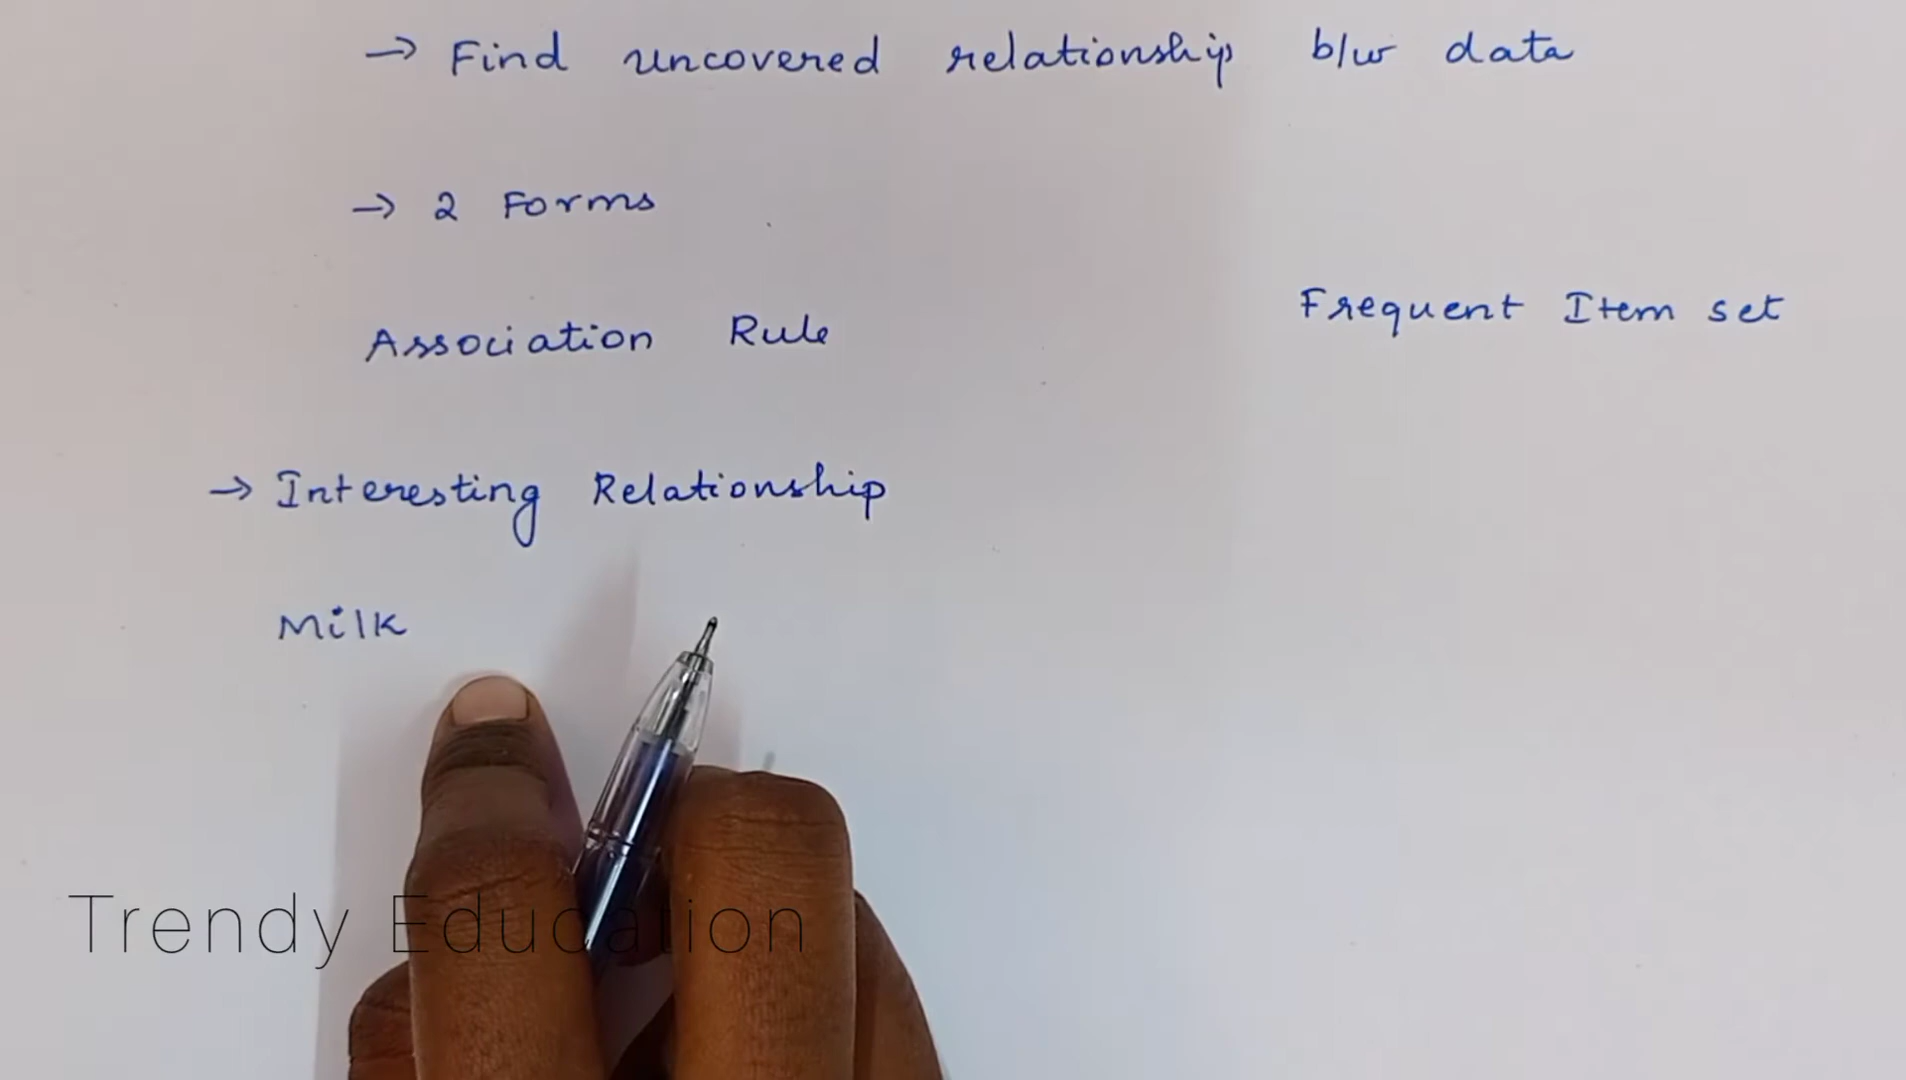 → Find uncovered relationship b/w data
→ 2 Forms
Association Rule
Frequent Item set
→ Interesting Relationship
Milk
Trendy Education